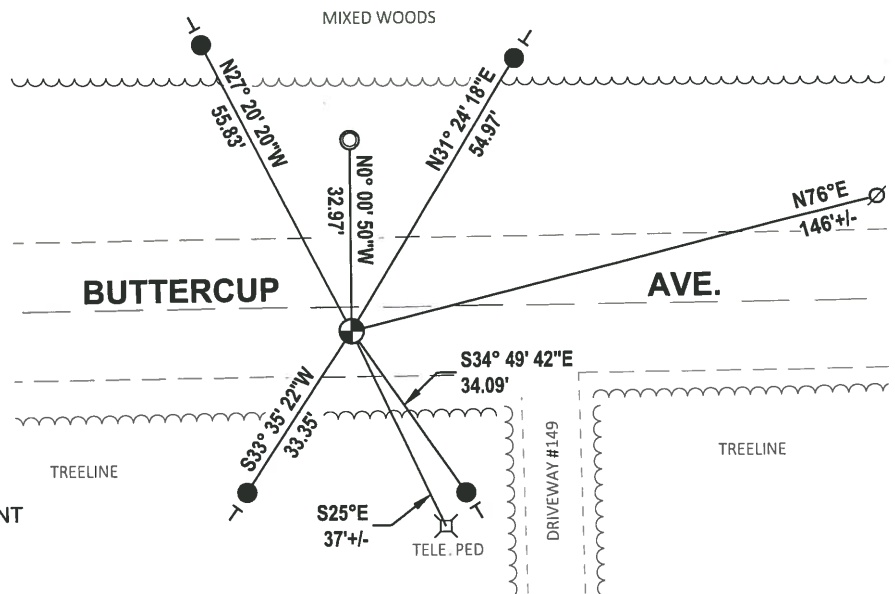 MIXED WOODS
N27° 20' 20"W
55.83'
N0° 00' 50"W
32.97'
N31° 24' 18"E
54.97'
N76°E
146'+/-
BUTTERCUP AVE.
S34° 49' 42"E
34.09'
S33° 35' 22"W
33.35'
TREELINE
DRIVEWAY #149
TREELINE
S25°E
37'+/-
TELE. PED
NT